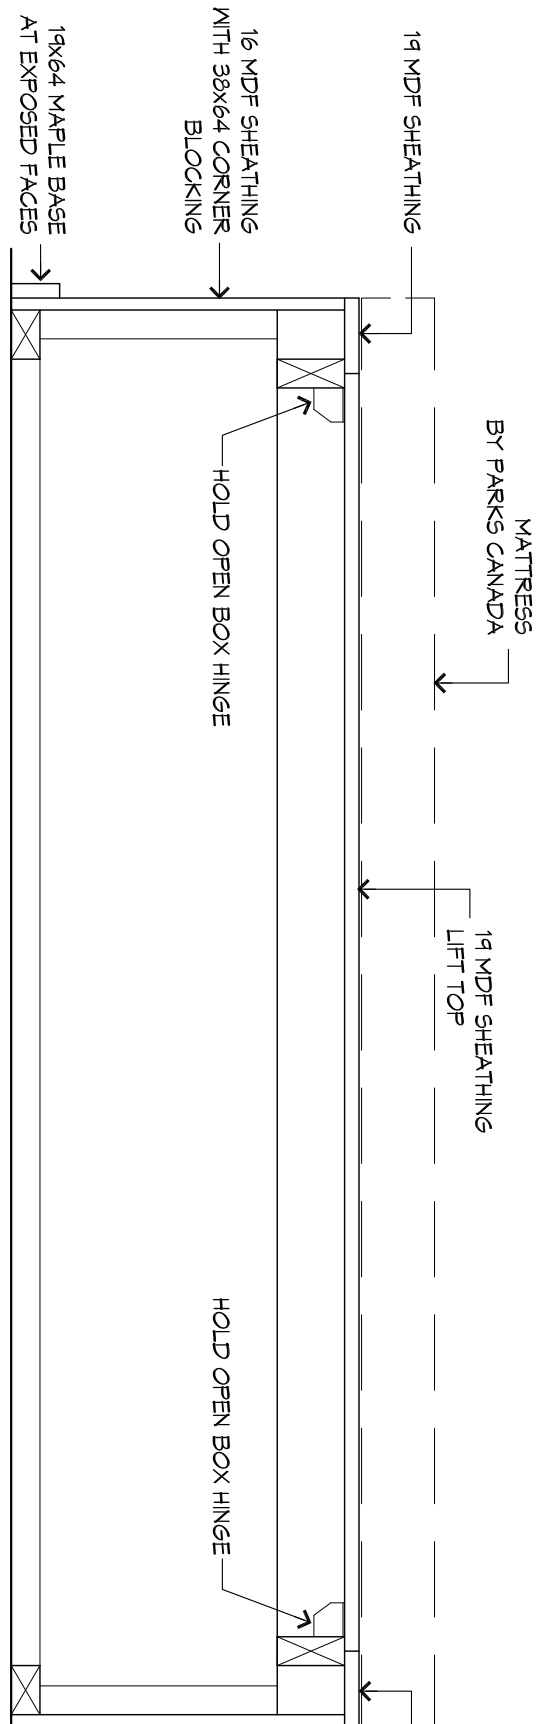 19x64 MAPLE BASE
AT EXPOSED FACES
16 MDF SHEATHING
WITH 38x64 CORNER
BLOCKING
19 MDF SHEATHING
HOLD OPEN BOX HINGE
MATTRESS
BY PARKS CANADA
19 MDF SHEATHING
LIFT TOP
HOLD OPEN BOX HINGE